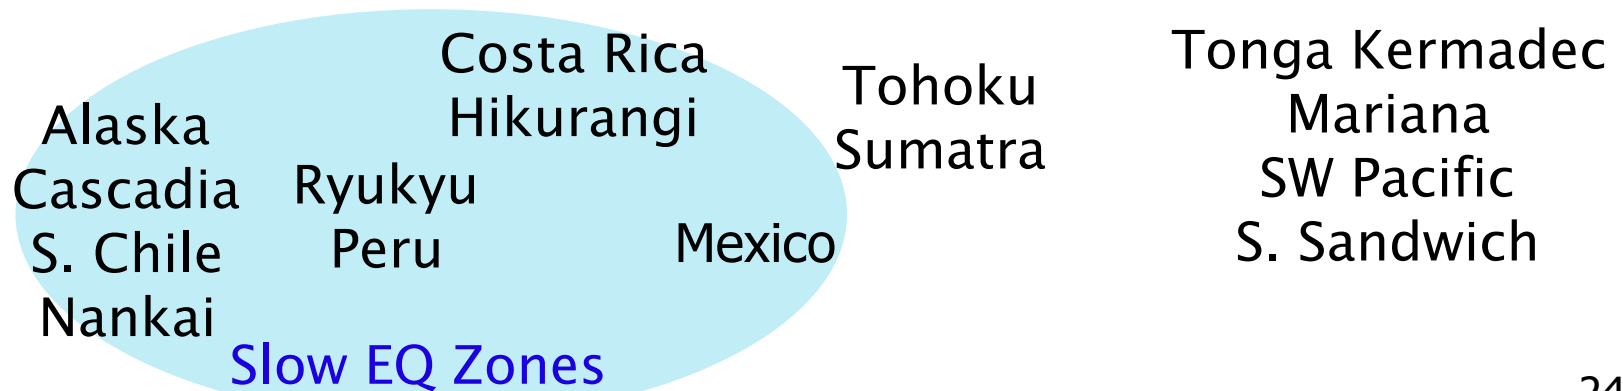 Costa Rica
Hikurangi
Tohoku
Sumatra
Tonga Kermadec
Mariana
SW Pacific
S. Sandwich
Alaska
Cascadia
S. Chile
Nankai
Ryukyu
Peru
Mexico
Slow EQ Zones
24